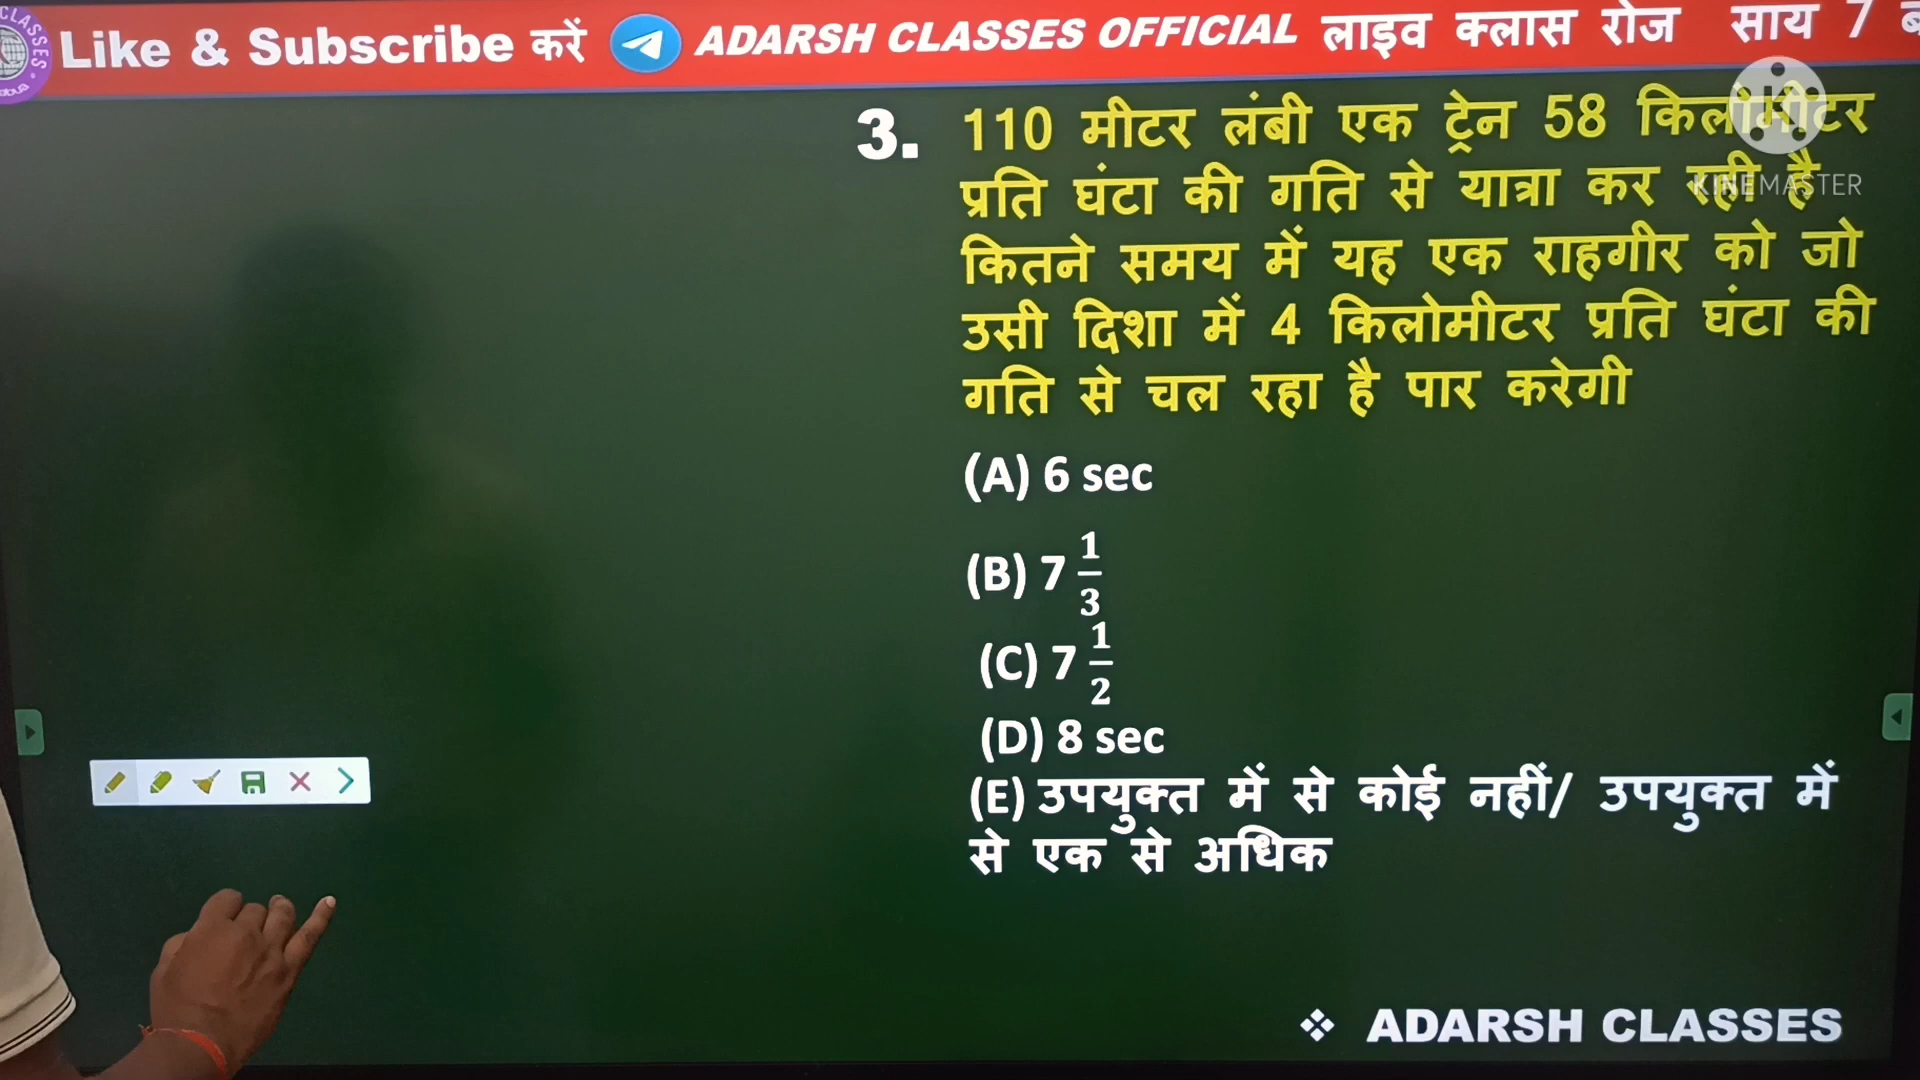 CLASSES
Like & Subscribe करें ADARSH CLASSES OFFICIAL लाइव क्लास रोज साय 7
3. 110 मीटर लंबी एक ट्रेन 58 किलोमीटर
प्रति घंटा की गति से यात्रा कर रही है
KINEMASTER
कितने समय में यह एक राहगीर को जो
उसी दिशा में 4 किलोमीटर प्रति घंटा की
गति से चल रहा है पार करेगी
(A) 6 sec
(B) 7 1/3
(C) 7 1/2
(D) 8 sec
(E) उपयुक्त में से कोई नहीं/ उपयुक्त में
से एक से अधिक
❖ ADARSH CLASSES